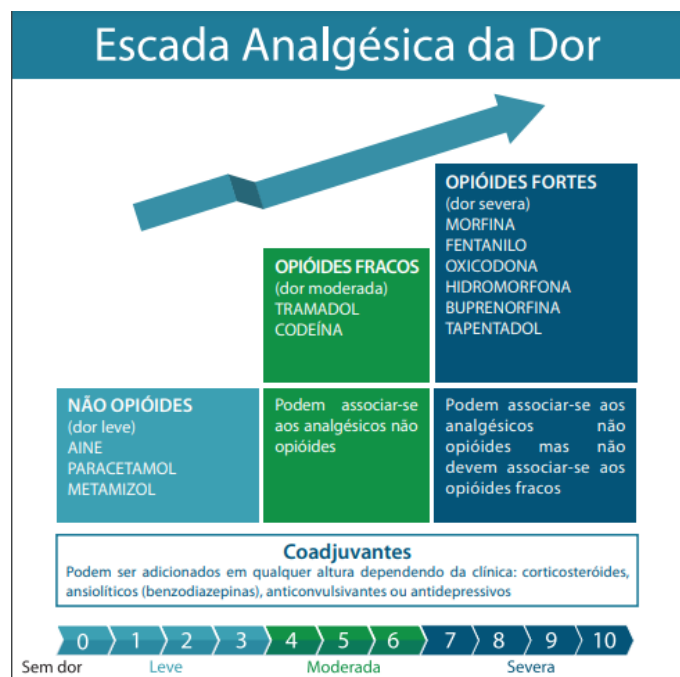 Escada Analgésica da Dor
OPIÓIDES FORTES
(dor severa)
MORFINA
FENTANILO
OXICODONA
HIDROMORFONA
BUPRENORFINA
TAPENTADOL
OPIÓIDES FRACOS
(dor moderada)
TRAMADOL
CODEÍNA
NÃO OPIÓIDES
(dor leve)
AINE
PARACETAMOL
METAMIZOL
Podem associar-se
aos analgésicos não
opióides
Podem associar-se aos
analgésicos não
opióides mas não
devem associar-se aos
opióides fracos
Coadjuvantes
Podem ser adicionados em qualquer altura dependendo da clínica: corticosteróides,
ansiolíticos (benzodiazepinas), anticonvulsivantes ou antidepressivos
0 1 2 3 4 5 6 7 8 9 10
Sem dor Leve Moderada Severa